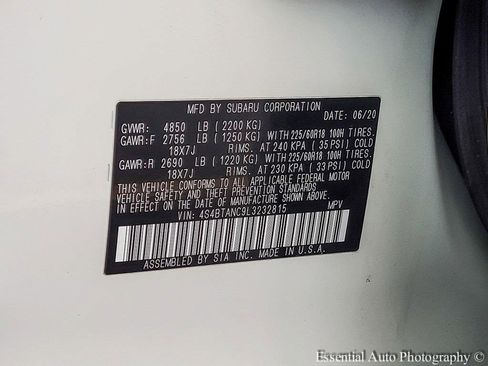 MFD BY SUBARU CORPORATION
DATE: 06/20
GVWR: 4850 LB (2200 KG)
GAWR:F 2756 LB (1250 KG) WITH 225/60R18 100H TIRES.
18X7J RIMS. AT 240 KPA (35 PSI) COLD
GAWR:R 2690 LB (1220 KG) WITH 225/60R18 100H TIRES.
18X7J RIMS. AT 230 KPA (33 PSI) COLD
THIS VEHICLE CONFORMS TO ALL APPLICABLE FEDERAL MOTOR
VEHICLE SAFETY AND THEFT PREVENTION STANDARDS
IN EFFECT ON THE DATE OF MANUFACTURE SHOWN ABOVE.
VIN: 4S4BTANC9L3232815 MPV
ASSEMBLED BY SIA INC. MADE IN U.S.A.
Essential Auto Photography ©